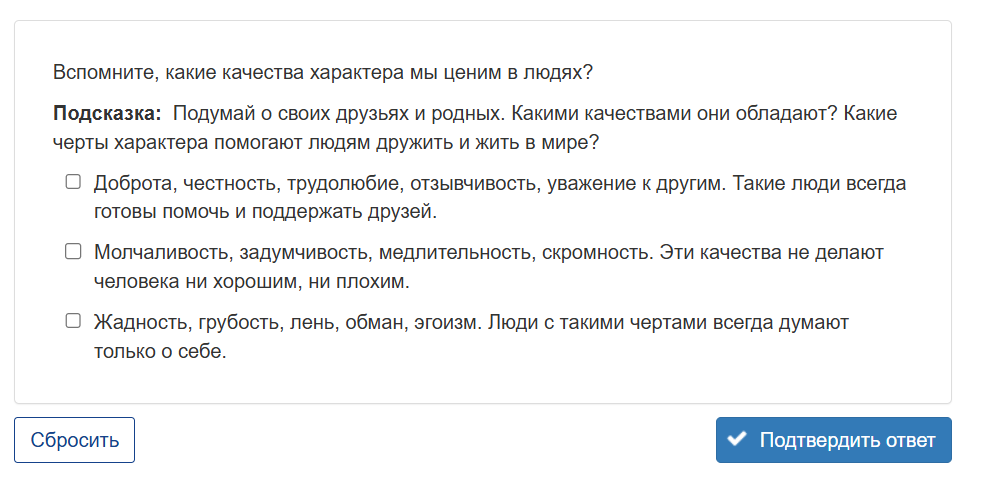 Вспомните, какие качества характера мы ценим в людях?
Подсказка: Подумай о своих друзьях и родных. Какими качествами они обладают? Какие
черты характера помогают людям дружить и жить в мире?
Доброта, честность, трудолюбие, отзывчивость, уважение к другим. Такие люди всегда
готовы помочь и поддержать друзей.
Молчаливость, задумчивость, медлительность, скромность. Эти качества не делают
человека ни хорошим, ни плохим.
Жадность, грубость, лень, обман, эгоизм. Люди с такими чертами всегда думают
только о себе.
Сбросить
Подтвердить ответ